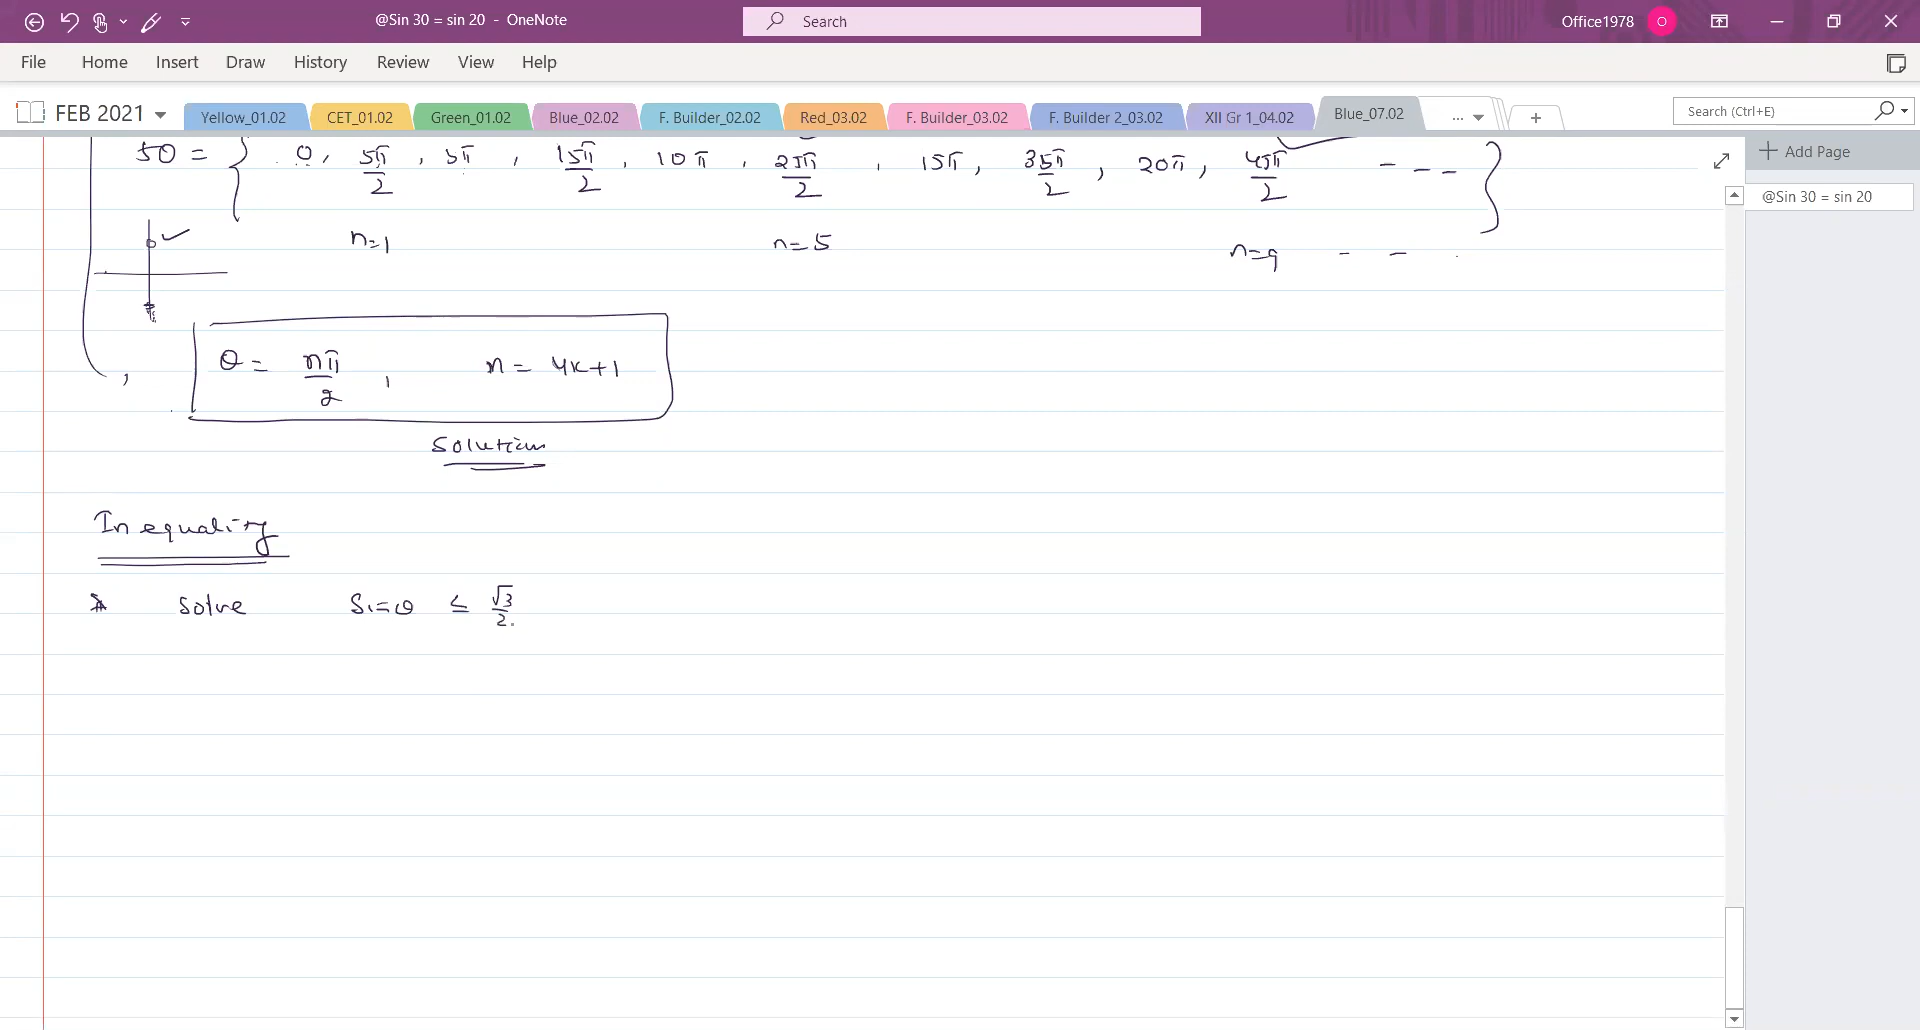 @Sin 30 = sin 20 - OneNote
Search
Office1978
O
File Home Insert Draw History Review View Help
FEB 2021
Yellow_01.02 CET_01.02 Green_01.02 Blue_02.02 F. Builder_02.02 Red_03.02 F. Builder_03.02 F. Builder 2_03.02 XII Gr 1_04.02 Blue_07.02 ... +
Search (Ctrl+E)
Add Page
@Sin 30 = sin 20
5θ = { 0, 5π/2, 5π, 15π/2, 10π, 25π/2, 15π, 35π/2, 20π, 45π/2 - - - }
n=1 n=5 n=9 - - .
θ = nπ/2, n = 4k+1
Solution
Inequality
* Solve Sinθ ≤ √3/2